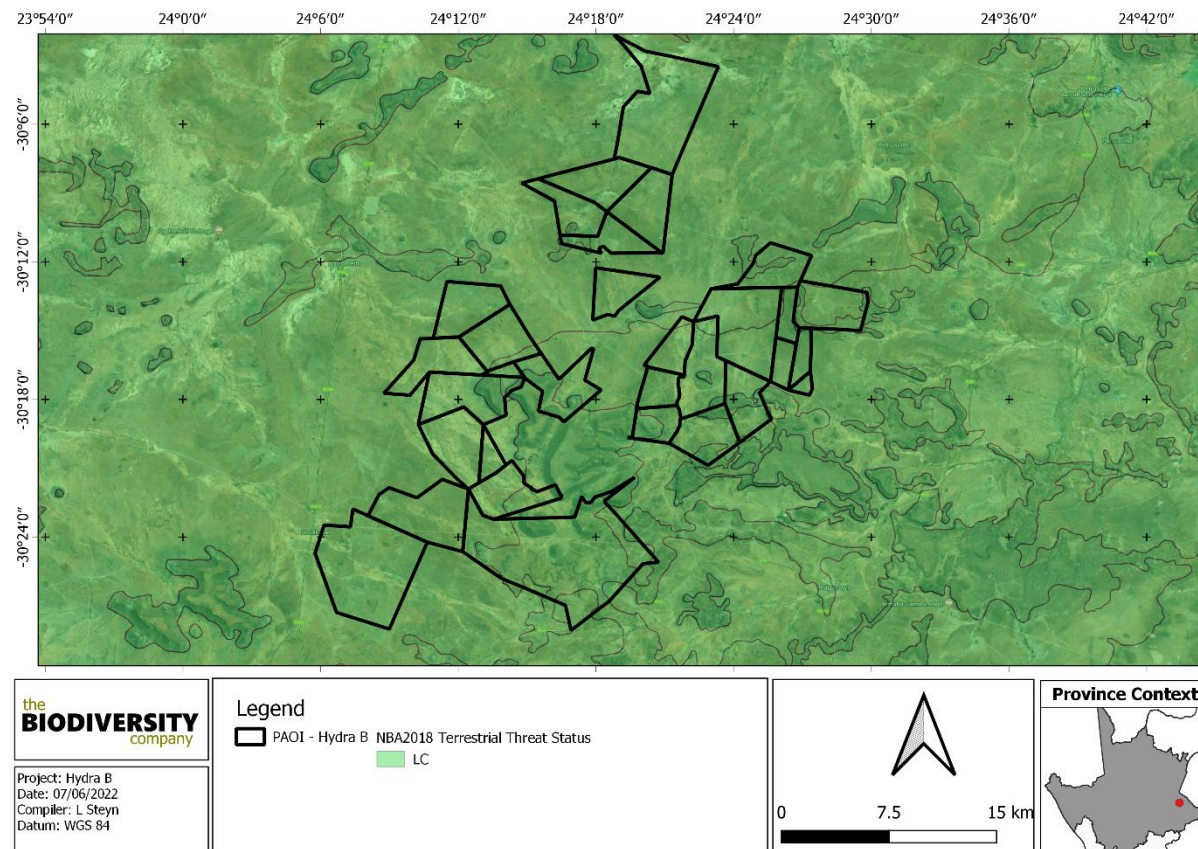 23°54'0" 24°0'0" 24°6'0" 24°12'0" 24°18'0" 24°24'0" 24°30'0" 24°36'0" 24°42'0"
-30°6'0"
-30°12'0"
-30°18'0"
-30°24'0"
the
BIODIVERSITY
company
Project: Hydra B
Date: 07/06/2022
Compiler: L Steyn
Datum: WGS 84
Legend
PAOI - Hydra B NBA2018 Terrestrial Threat Status
LC
0 7.5 15 km
Province Context